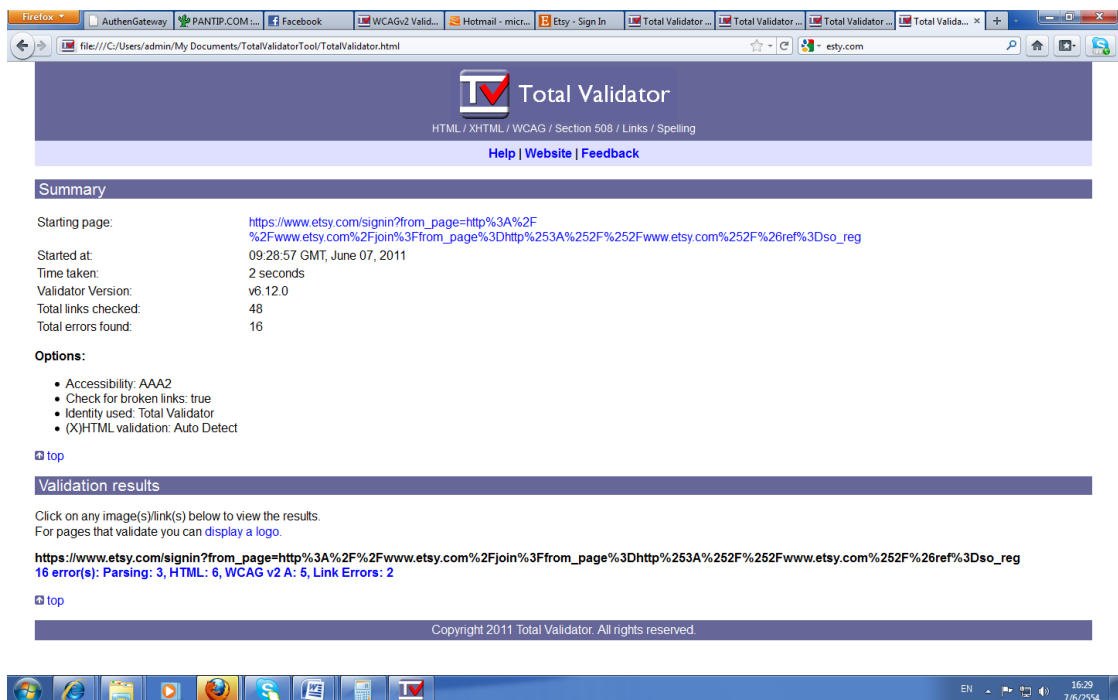 Firefox
AuthenGateway
PANTIP.COM :...
Facebook
WCAGv2 Valid...
Hotmail - micr...
Etsy - Sign In
Total Validator ...
Total Validator ...
Total Validator ...
Total Valida...
file:///C:/Users/admin/My Documents/TotalValidatorTool/TotalValidator.html
esty.com
Total Validator
HTML / XHTML / WCAG / Section 508 / Links / Spelling
Help | Website | Feedback
Summary
Starting page: https://www.etsy.com/signin?from_page=http%3A%2F
%2Fwww.etsy.com%2Fjoin%3Ffrom_page%3Dhttp%253A%252F%252Fwww.etsy.com%252F%26ref%3Dso_reg
Started at: 09:28:57 GMT, June 07, 2011
Time taken: 2 seconds
Validator Version: v6.12.0
Total links checked: 48
Total errors found: 16
Options:
• Accessibility: AAA2
• Check for broken links: true
• Identity used: Total Validator
• (X)HTML validation: Auto Detect
top
Validation results
Click on any image(s)/link(s) below to view the results.
For pages that validate you can display a logo.
https://www.etsy.com/signin?from_page=http%3A%2F%2Fwww.etsy.com%2Fjoin%3Ffrom_page%3Dhttp%253A%252F%252Fwww.etsy.com%252F%26ref%3Dso_reg
16 error(s): Parsing: 3, HTML: 6, WCAG v2 A: 5, Link Errors: 2
top
Copyright 2011 Total Validator. All rights reserved.
EN
16:29
7/6/2554